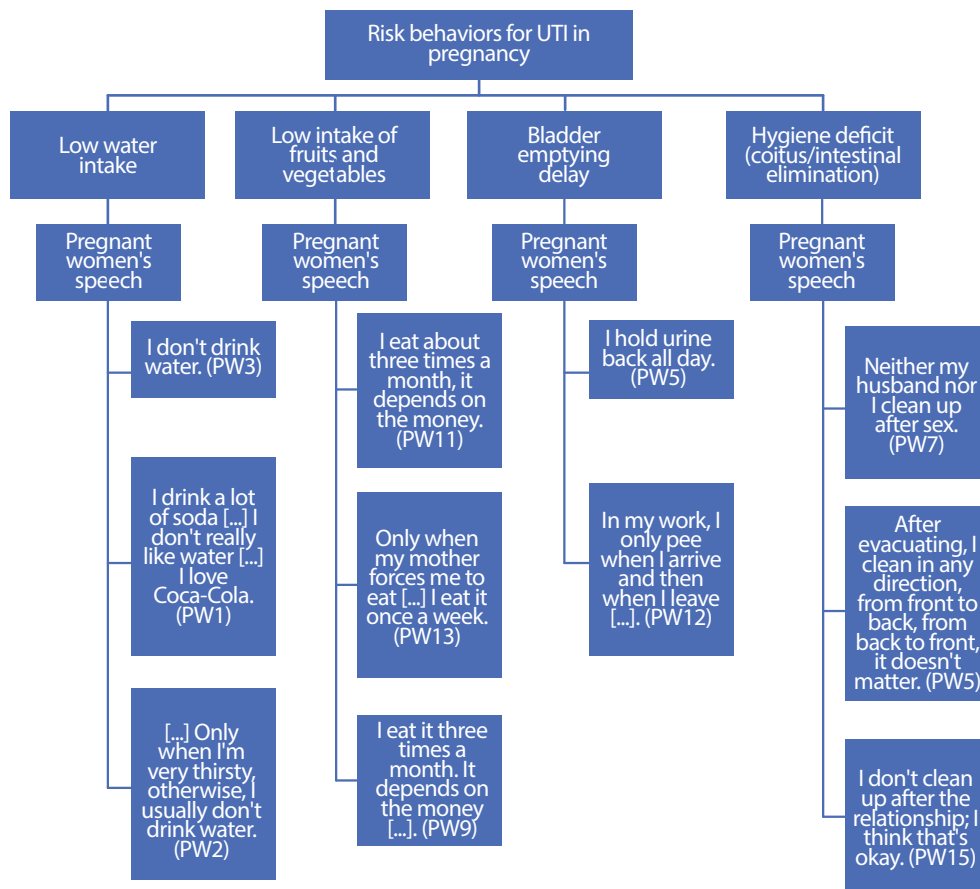 Risk behaviors for UTI in
pregnancy
Low water
intake
Low intake of
fruits and
vegetables
Bladder
emptying
delay
Hygiene deficit
(coitus/intestinal
elimination)
Pregnant
women's
speech
Pregnant
women's
speech
Pregnant
women's
speech
Pregnant
women's
speech
I don't drink
water. (PW3)
I drink a lot
of soda [...] I
don't really
like water [...]
I love
Coca-Cola.
(PW1)
[...] Only
when I'm
very thirsty,
otherwise, I
usually don't
drink water.
(PW2)
I eat about
three times a
month, it
depends on
the money.
(PW11)
Only when
my mother
forces me to
eat [...] I eat it
once a week.
(PW13)
I eat it three
times a
month. It
depends on
the money
[...]. (PW9)
I hold urine
back all day.
(PW5)
In my work, I
only pee
when I arrive
and then
when I leave
[...]. (PW12)
Neither my
husband nor
I clean up
after sex.
(PW7)
After
evacuating, I
clean in any
direction,
from front to
back, from
back to front,
it doesn't
matter. (PW5)
I don't clean
up after the
relationship; I
think that's
okay. (PW15)